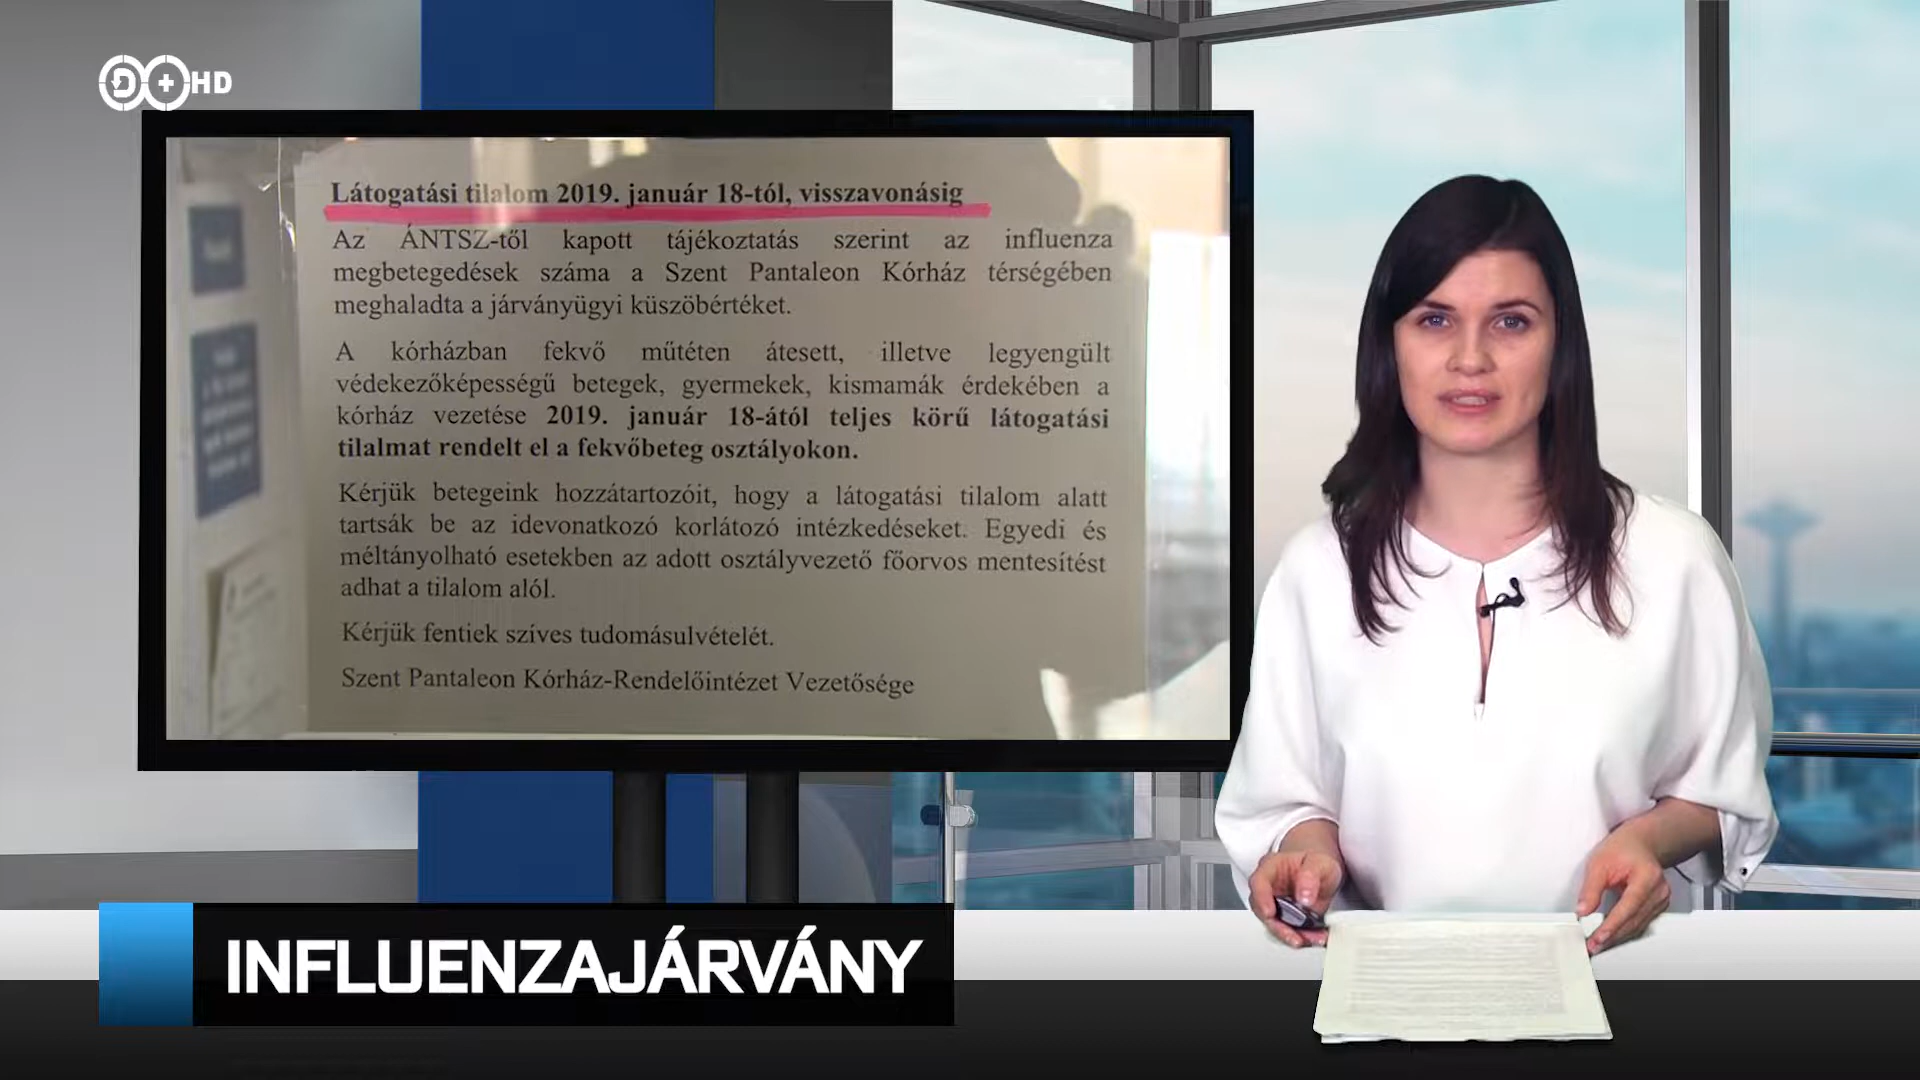 D+HD
Látogatási tilalom 2019. január 18-tól, visszavonásig
Az ÁNTSZ-től kapott tájékoztatás szerint az influenza
megbetegedések száma a Szent Pantaleon Kórház térségében
meghaladta a járványügyi küszöbértéket.
A kórházban fekvő műtéten átesett, illetve legyengült
védekezőképességű betegek, gyermekek, kismamák érdekében a
kórház vezetése 2019. január 18-ától teljes körű látogatási
tilalmat rendelt el a fekvőbeteg osztályokon.
Kérjük betegeink hozzátartozóit, hogy a látogatási tilalom alatt
tartsák be az idevonatkozó korlátozó intézkedéseket. Egyedi és
méltányolható esetekben az adott osztályvezető főorvos mentesítést
adhat a tilalom alól.
Kérjük fentiek szíves tudomásulvételét.
Szent Pantaleon Kórház-Rendelőintézet Vezetősége
INFLUENZAJÁRVÁNY